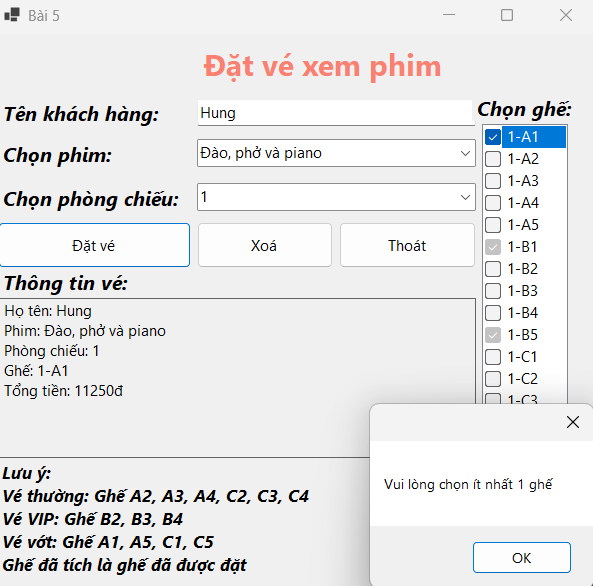 Bài 5
Đặt vé xem phim
Tên khách hàng:
Hung
Chọn ghế:
Chọn phim:
Đào, phở và piano
Chọn phòng chiếu:
1
1-A1
1-A2
1-A3
1-A4
1-A5
1-B1
1-B2
1-B3
1-B4
1-B5
1-C1
1-C2
1-C3
Đặt vé
Xoá
Thoát
Thông tin vé:
Họ tên: Hung
Phim: Đào, phở và piano
Phòng chiếu: 1
Ghế: 1-A1
Tổng tiền: 11250đ
Vui lòng chọn ít nhất 1 ghế
OK
Lưu ý:
Vé thường: Ghế A2, A3, A4, C2, C3, C4
Vé VIP: Ghế B2, B3, B4
Vé vớt: Ghế A1, A5, C1, C5
Ghế đã tích là ghế đã được đặt